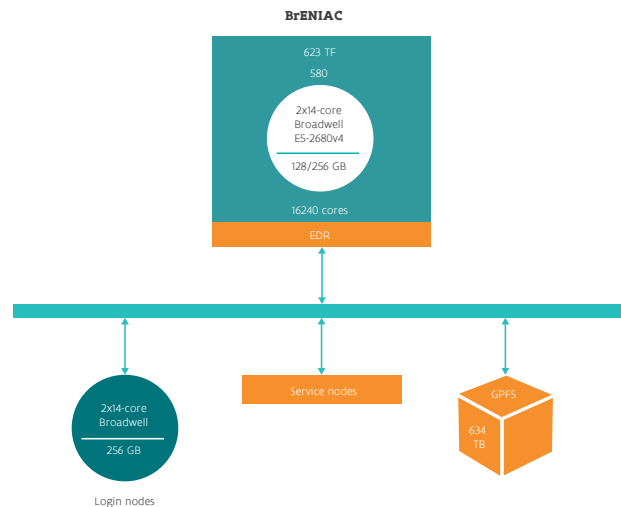 BrENIAC
623 TF
580
2x14-core
Broadwell
E5-2680v4
128/256 GB
16240 cores
EDR
2x14-core
Broadwell
256 GB
Login nodes
Service nodes
GPFS
634
TB